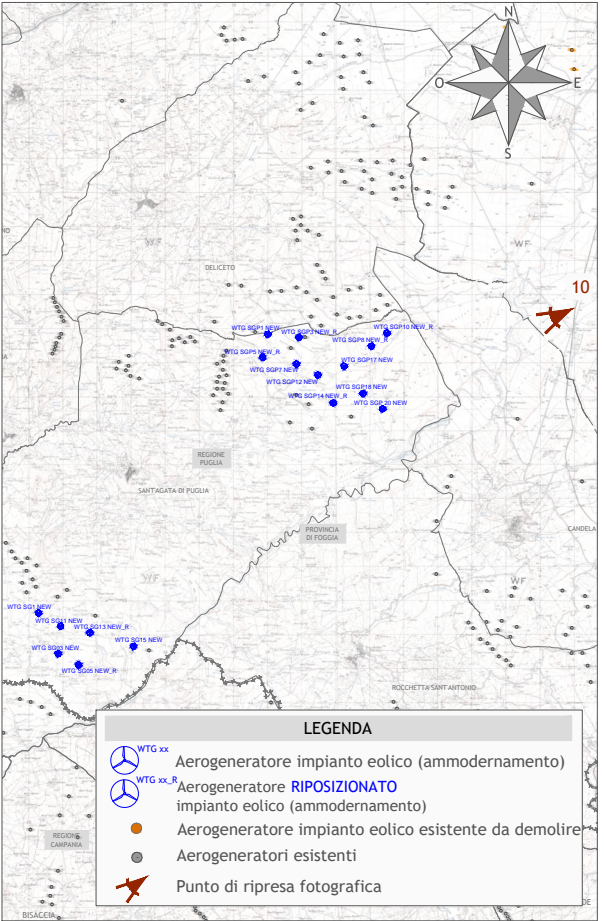 N
O
E
S
WF
WF
10
DELICETO
WTG SGP1 NEW
WTG SGP3 NEW_R
WTG SGP10 NEW_R
WTG SGP8 NEW_R
WTG SGP5 NEW_R
WTG SGP7 NEW
WTG SGP17 NEW
WTG SGP12 NEW
WTG SGP18 NEW
WTG SGP14 NEW_R
WTG SGP 20 NEW
REGIONE
PUGLIA
SANT'AGATA DI PUGLIA
PROVINCIA
DI FOGGIA
CANDELA
WF
WF
WTG SG1 NEW
WTG SG11 NEW
WTG SG13 NEW_R
WTG SG15 NEW
WTG SG03 NEW
WTG SG05 NEW_R
ROCCHETTA SANT'ANTONIO
LEGENDA
WTG xx
Aerogeneratore impianto eolico (ammodernamento)
WTG xx_R
Aerogeneratore RIPOSIZIONATO
impianto eolico (ammodernamento)
Aerogeneratore impianto eolico esistente da demolire
Aerogeneratori esistenti
Punto di ripresa fotografica
REGIONE
CAMPANIA
BISACCIA
DE